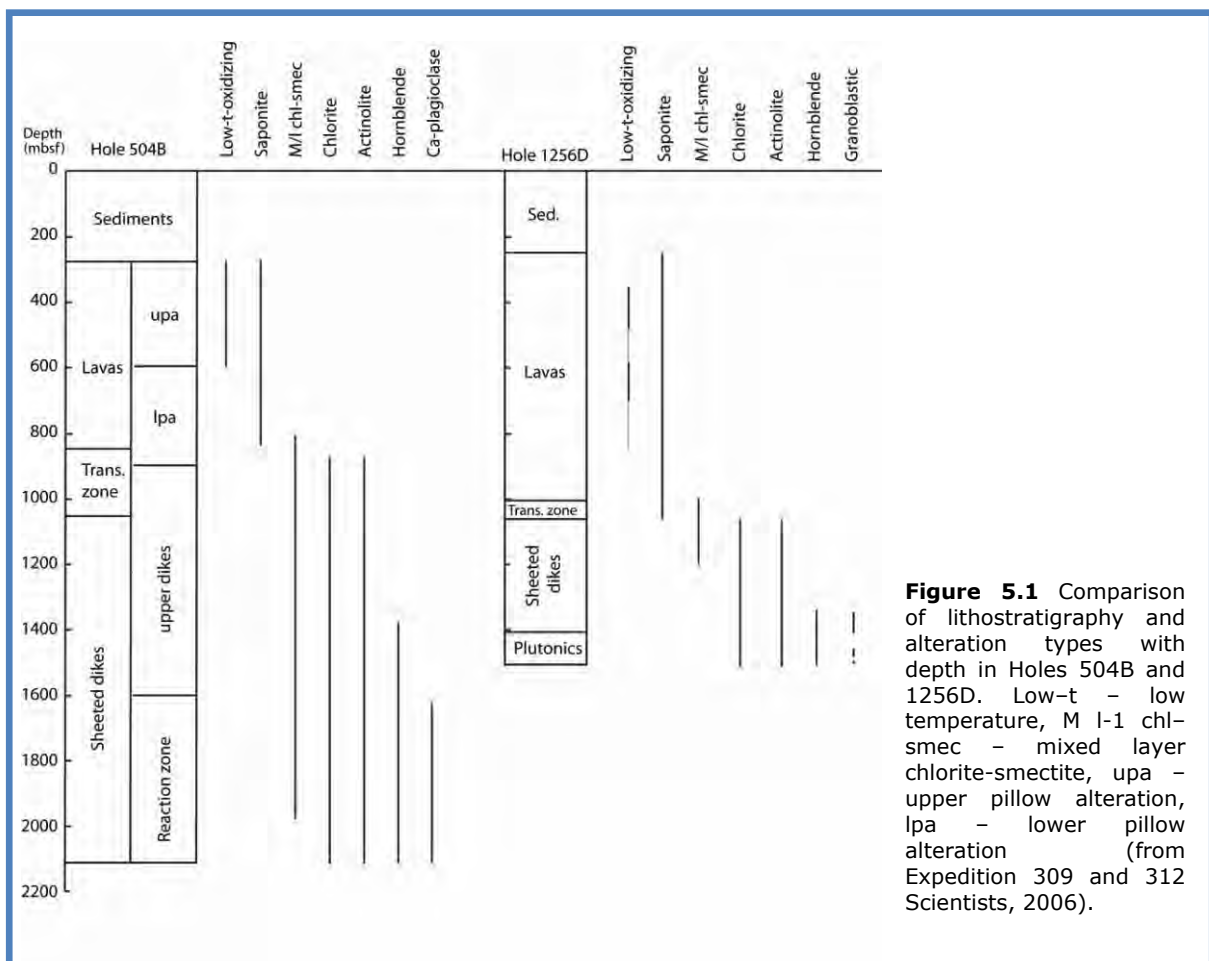 Depth
(mbsf)
Hole 504B
Low-t-oxidizing
Saponite
M/l chl-smec
Chlorite
Actinolite
Hornblende
Ca-plagioclase
0
200
400
600
800
1000
1200
1400
1600
1800
2000
2200
Sediments
Lavas
upa
lpa
Trans.
zone
upper dikes
Sheeted dikes
Reaction zone
Hole 1256D
Low-t-oxidizing
Saponite
M/l chl-smec
Chlorite
Actinolite
Hornblende
Granoblastic
Sed.
Lavas
Trans. zone
Sheeted
dikes
Plutonics
Figure 5.1 Comparison
of lithostratigraphy and
alteration types with
depth in Holes 504B and
1256D. Low–t – low
temperature, M l-1 chl–
smec – mixed layer
chlorite-smectite, upa –
upper pillow alteration,
lpa – lower pillow
alteration (from
Expedition 309 and 312
Scientists, 2006).